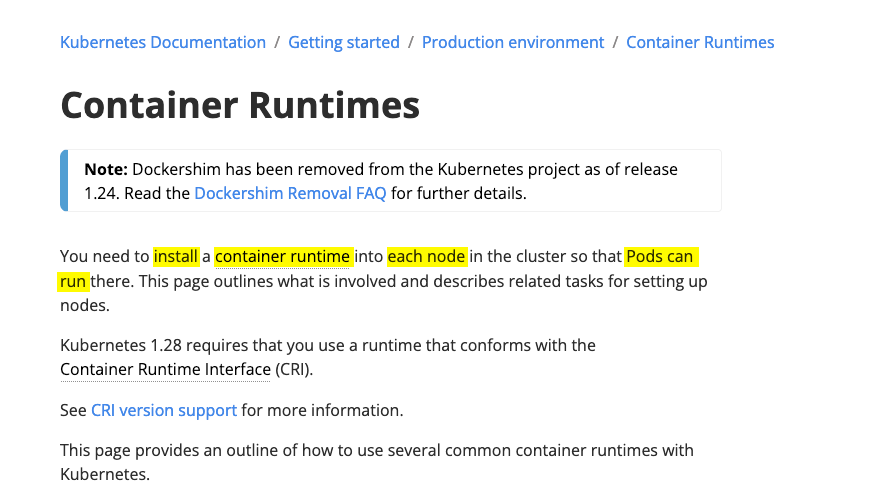 Kubernetes Documentation / Getting started / Production environment / Container Runtimes
Container Runtimes
Note: Dockershim has been removed from the Kubernetes project as of release
1.24. Read the Dockershim Removal FAQ for further details.
You need to install a container runtime into each node in the cluster so that Pods can
run there. This page outlines what is involved and describes related tasks for setting up
nodes.
Kubernetes 1.28 requires that you use a runtime that conforms with the
Container Runtime Interface (CRI).
See CRI version support for more information.
This page provides an outline of how to use several common container runtimes with
Kubernetes.